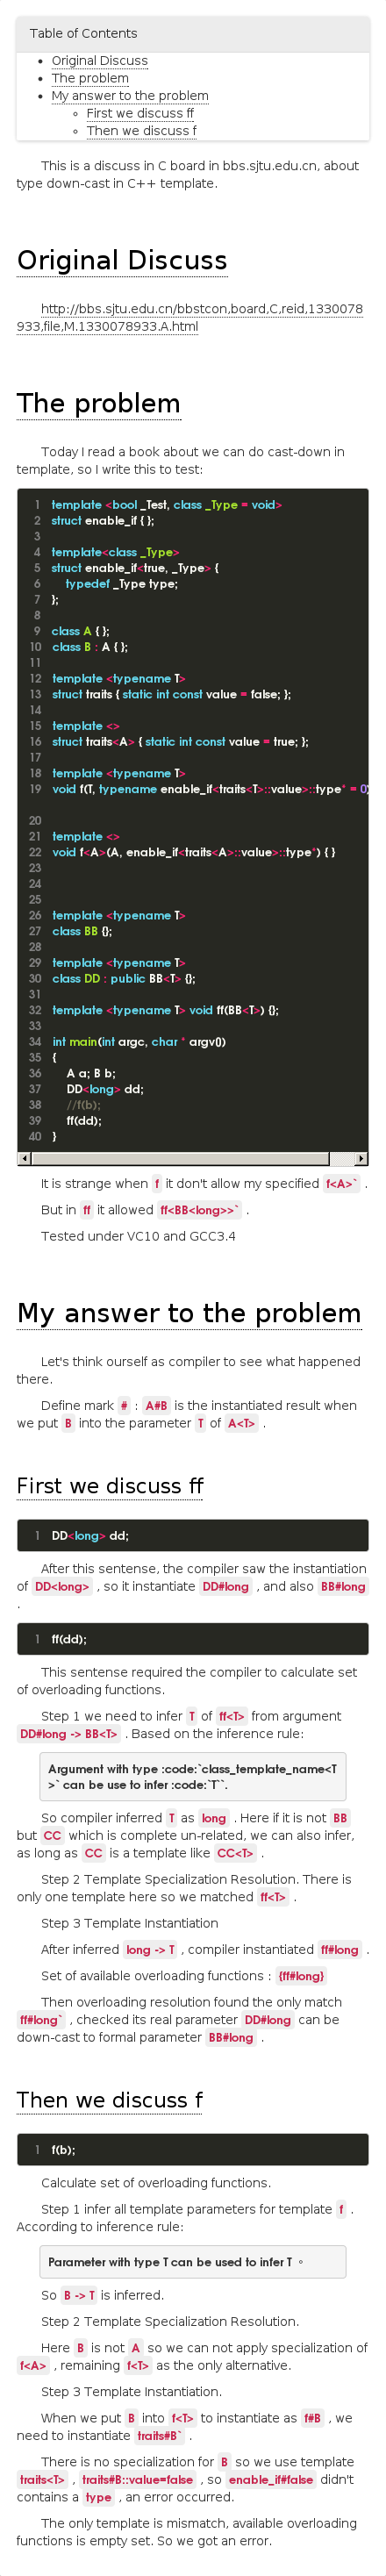 Table of Contents
Original Discuss
The problem
My answer to the problem
First we discuss ff
Then we discuss f
This is a discuss in C board in bbs.sjtu.edu.cn, about
type down-cast in C++ template.
Original Discuss
http://bbs.sjtu.edu.cn/bbstcon,board,C,reid,1330078
933,file,M.1330078933.A.html
The problem
Today I read a book about we can do cast-down in
template, so I write this to test:
1 template <bool _Test, class _Type = void>
2 struct enable_if { };
3
4 template<class _Type>
5 struct enable_if<true, _Type> {
6 typedef _Type type;
7 };
8
9 class A { };
10 class B : A { };
11
12 template <typename T>
13 struct traits { static int const value = false; };
14
15 template <>
16 struct traits<A> { static int const value = true; };
17
18 template <typename T>
19 void f(T, typename enable_if<traits<T>::value>::type* = 0)
20
21 template <>
22 void f<A>(A, enable_if<traits<A>::value>::type*) { }
23
24
25
26 template <typename T>
27 class BB {};
28
29 template <typename T>
30 class DD : public BB<T> {};
31
32 template <typename T> void ff(BB<T>) {};
33
34 int main(int argc, char * argv[])
35 {
36 A a; B b;
37 DD<long> dd;
38 //f(b);
39 ff(dd);
40 }
It is strange when f it don't allow my specified f<A>` .
But in ff it allowed ff<BB<long>>` .
Tested under VC10 and GCC3.4
My answer to the problem
Let's think ourself as compiler to see what happened
there.
Define mark # : A#B is the instantiated result when
we put B into the parameter T of A<T> .
First we discuss ff
1 DD<long> dd;
After this sentence, the compiler saw the instantiation
of DD<long> , so it instantiate DD#long , and also BB#long
.
1 ff(dd);
This sentence required the compiler to calculate set
of overloading functions.
Step 1 we need to infer T of ff<T> from argument
DD#long -> BB<T> . Based on the inference rule:
Argument with type :code:`class_template_name<T
>` can be use to infer :code:`T``.
So compiler inferred T as long . Here if it is not BB
but CC which is complete un-related, we can also infer,
as long as CC is a template like CC<T> .
Step 2 Template Specialization Resolution. There is
only one template here so we matched ff<T> .
Step 3 Template Instantiation
After inferred long -> T , compiler instantiated ff#long .
Set of available overloading functions : {ff#long}
Then overloading resolution found the only match
ff#long` , checked its real parameter DD#long can be
down-cast to formal parameter BB#long .
Then we discuss f
1 f(b);
Calculate set of overloading functions.
Step 1 infer all template parameters for template f .
According to inference rule:
Parameter with type T can be used to infer T 。
So B -> T is inferred.
Step 2 Template Specialization Resolution.
Here B is not A so we can not apply specialization of
f<A> , remaining f<T> as the only alternative.
Step 3 Template Instantiation.
When we put B into f<T> to instantiate as f#B , we
need to instantiate traits#B` .
There is no specialization for B so we use template
traits<T> , traits#B::value=false , so enable_if#false didn't
contains a type , an error occurred.
The only template is mismatch, available overloading
functions is empty set. So we got an error.